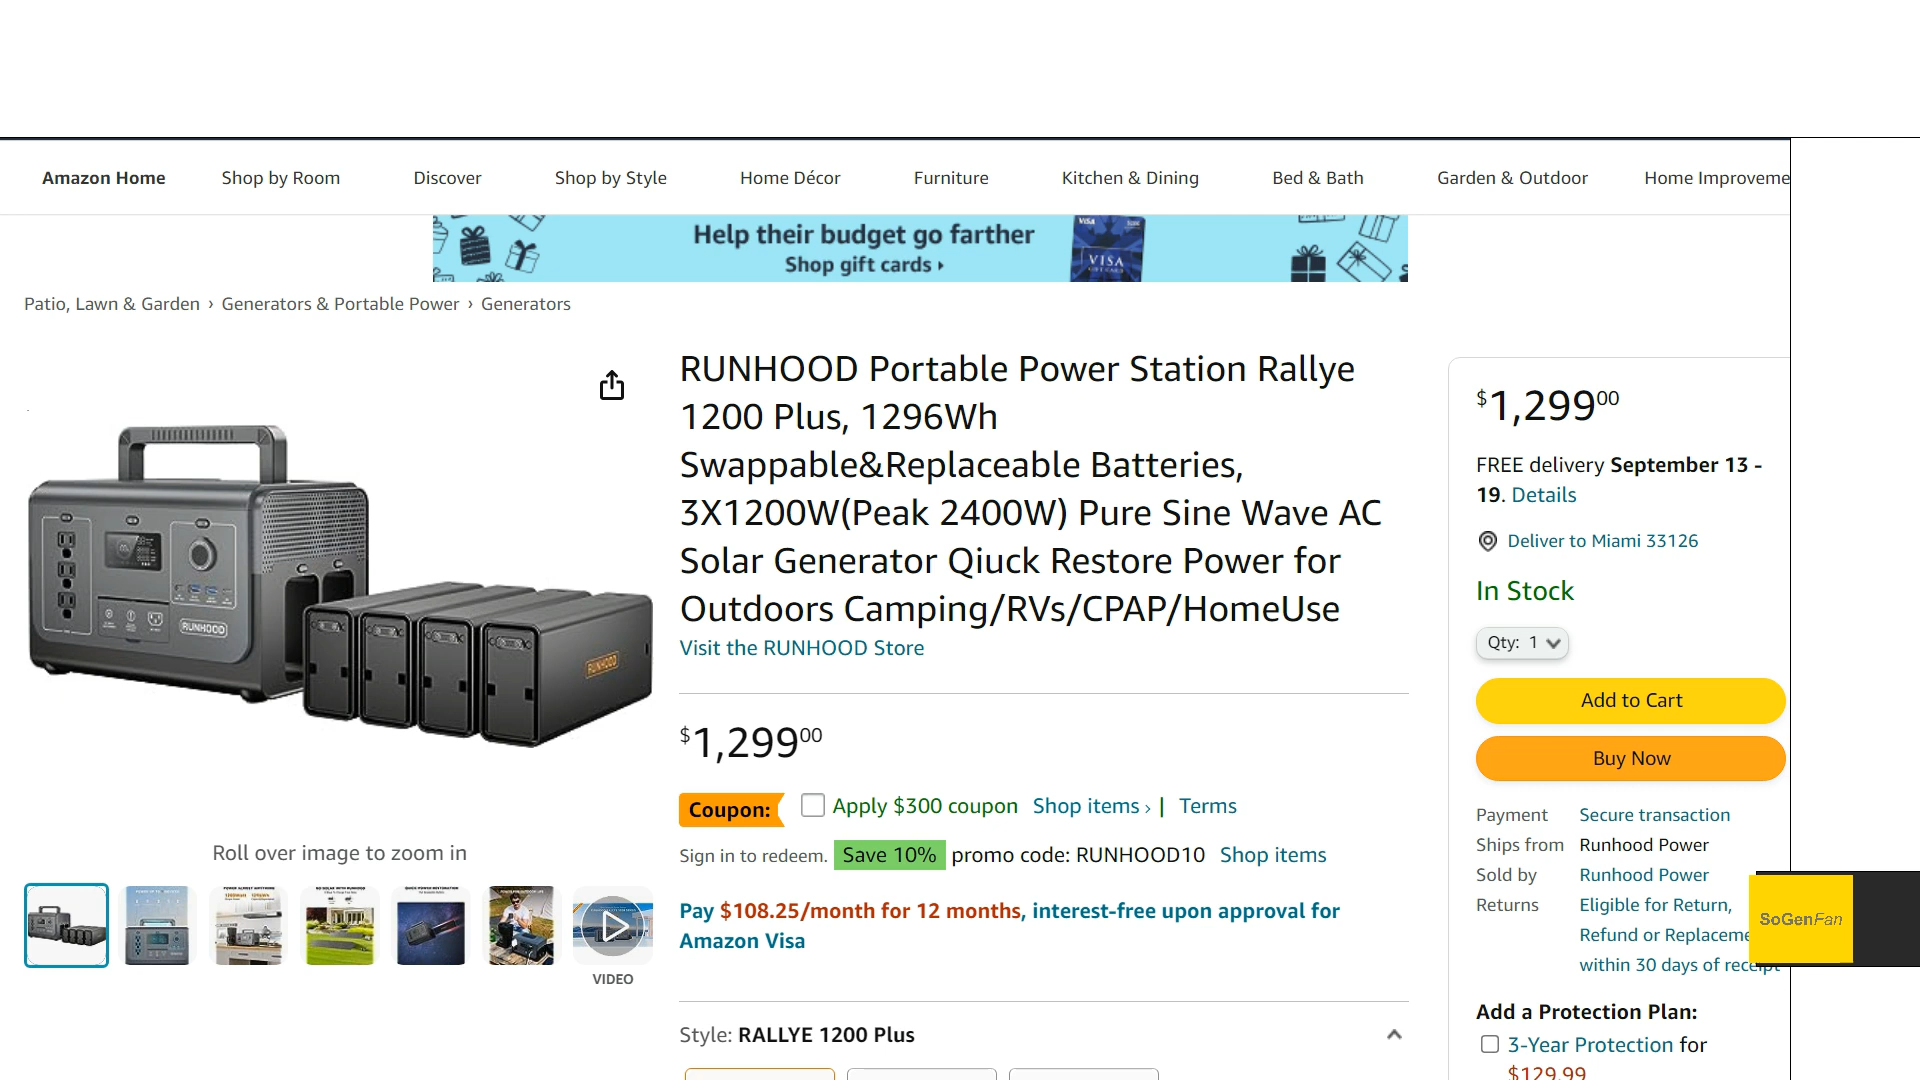 Amazon Home
Shop by Room
Discover
Shop by Style
Home Décor
Furniture
Kitchen & Dining
Bed & Bath
Garden & Outdoor
Home Improveme
Help their budget go farther
Shop gift cards ›
VISA
VISA
Patio, Lawn & Garden › Generators & Portable Power › Generators
RUNHOOD Portable Power Station Rallye
1200 Plus, 1296Wh
Swappable&Replaceable Batteries,
3X1200W(Peak 2400W) Pure Sine Wave AC
Solar Generator Qiuck Restore Power for
Outdoors Camping/RVs/CPAP/HomeUse
Visit the RUNHOOD Store
RUNHOOD
RUNHOOD
$1,29900
Coupon:
Apply $300 coupon Shop items › | Terms
Sign in to redeem. Save 10% promo code: RUNHOOD10 Shop items
Pay $108.25/month for 12 months, interest-free upon approval for
Amazon Visa
Style: RALLYE 1200 Plus
Roll over image to zoom in
VIDEO
$1,29900
FREE delivery September 13 -
19. Details
Deliver to Miami 33126
In Stock
Qty: 1
Add to Cart
Buy Now
Payment Secure transaction
Ships from Runhood Power
Sold by Runhood Power
Returns Eligible for Return,
Refund or Replaceme
within 30 days of receipt
SoGenFan
Add a Protection Plan:
3-Year Protection for
$129.99